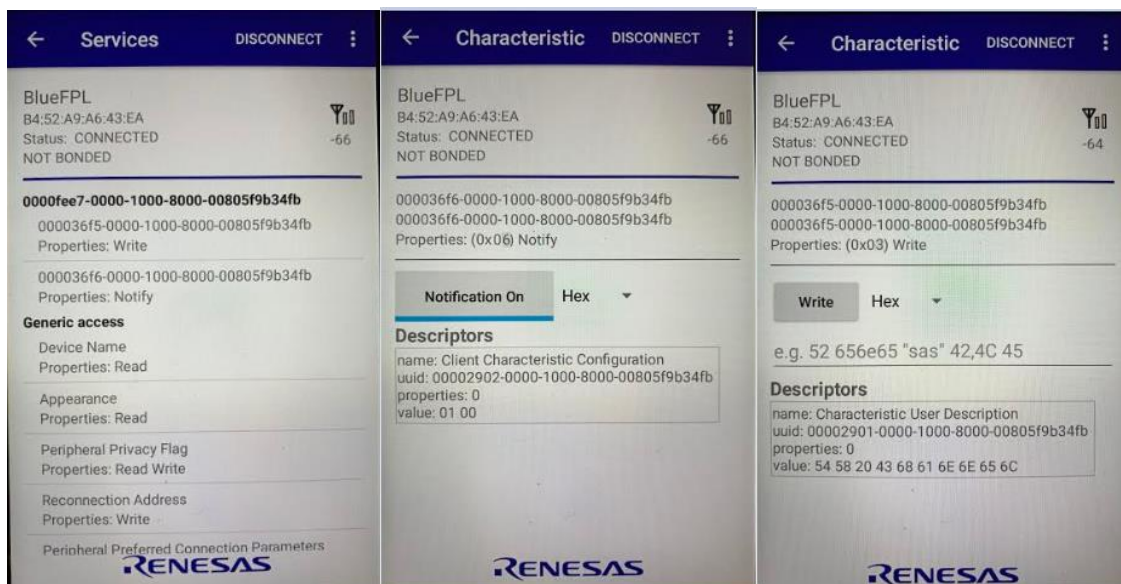 ← Services DISCONNECT
BlueFPL
B4:52:A9:A6:43:EA
Status: CONNECTED
-66
NOT BONDED
0000fee7-0000-1000-8000-00805f9b34fb
000036f5-0000-1000-8000-00805f9b34fb
Properties: Write
000036f6-0000-1000-8000-00805f9b34fb
Properties: Notify
Generic access
Device Name
Properties: Read
Appearance
Properties: Read
Peripheral Privacy Flag
Properties: Read Write
Reconnection Address
Properties: Write
Peripheral Preferred Connection Parameters
RENESAS
← Characteristic DISCONNECT
BlueFPL
B4:52:A9:A6:43:EA
Status: CONNECTED
-66
NOT BONDED
000036f6-0000-1000-8000-00805f9b34fb
000036f6-0000-1000-8000-00805f9b34fb
Properties: (0x06) Notify
Notification On Hex
Descriptors
name: Client Characteristic Configuration
uuid: 00002902-0000-1000-8000-00805f9b34fb
properties: 0
value: 01 00
RENESAS
← Characteristic DISCONNECT
BlueFPL
B4:52:A9:A6:43:EA
Status: CONNECTED
-64
NOT BONDED
000036f5-0000-1000-8000-00805f9b34fb
000036f5-0000-1000-8000-00805f9b34fb
Properties: (0x03) Write
Write Hex
e.g. 52 656e65 "sas" 42,4C 45
Descriptors
name: Characteristic User Description
uuid: 00002901-0000-1000-8000-00805f9b34fb
properties: 0
value: 54 58 20 43 68 61 6E 6E 65 6C
RENESAS